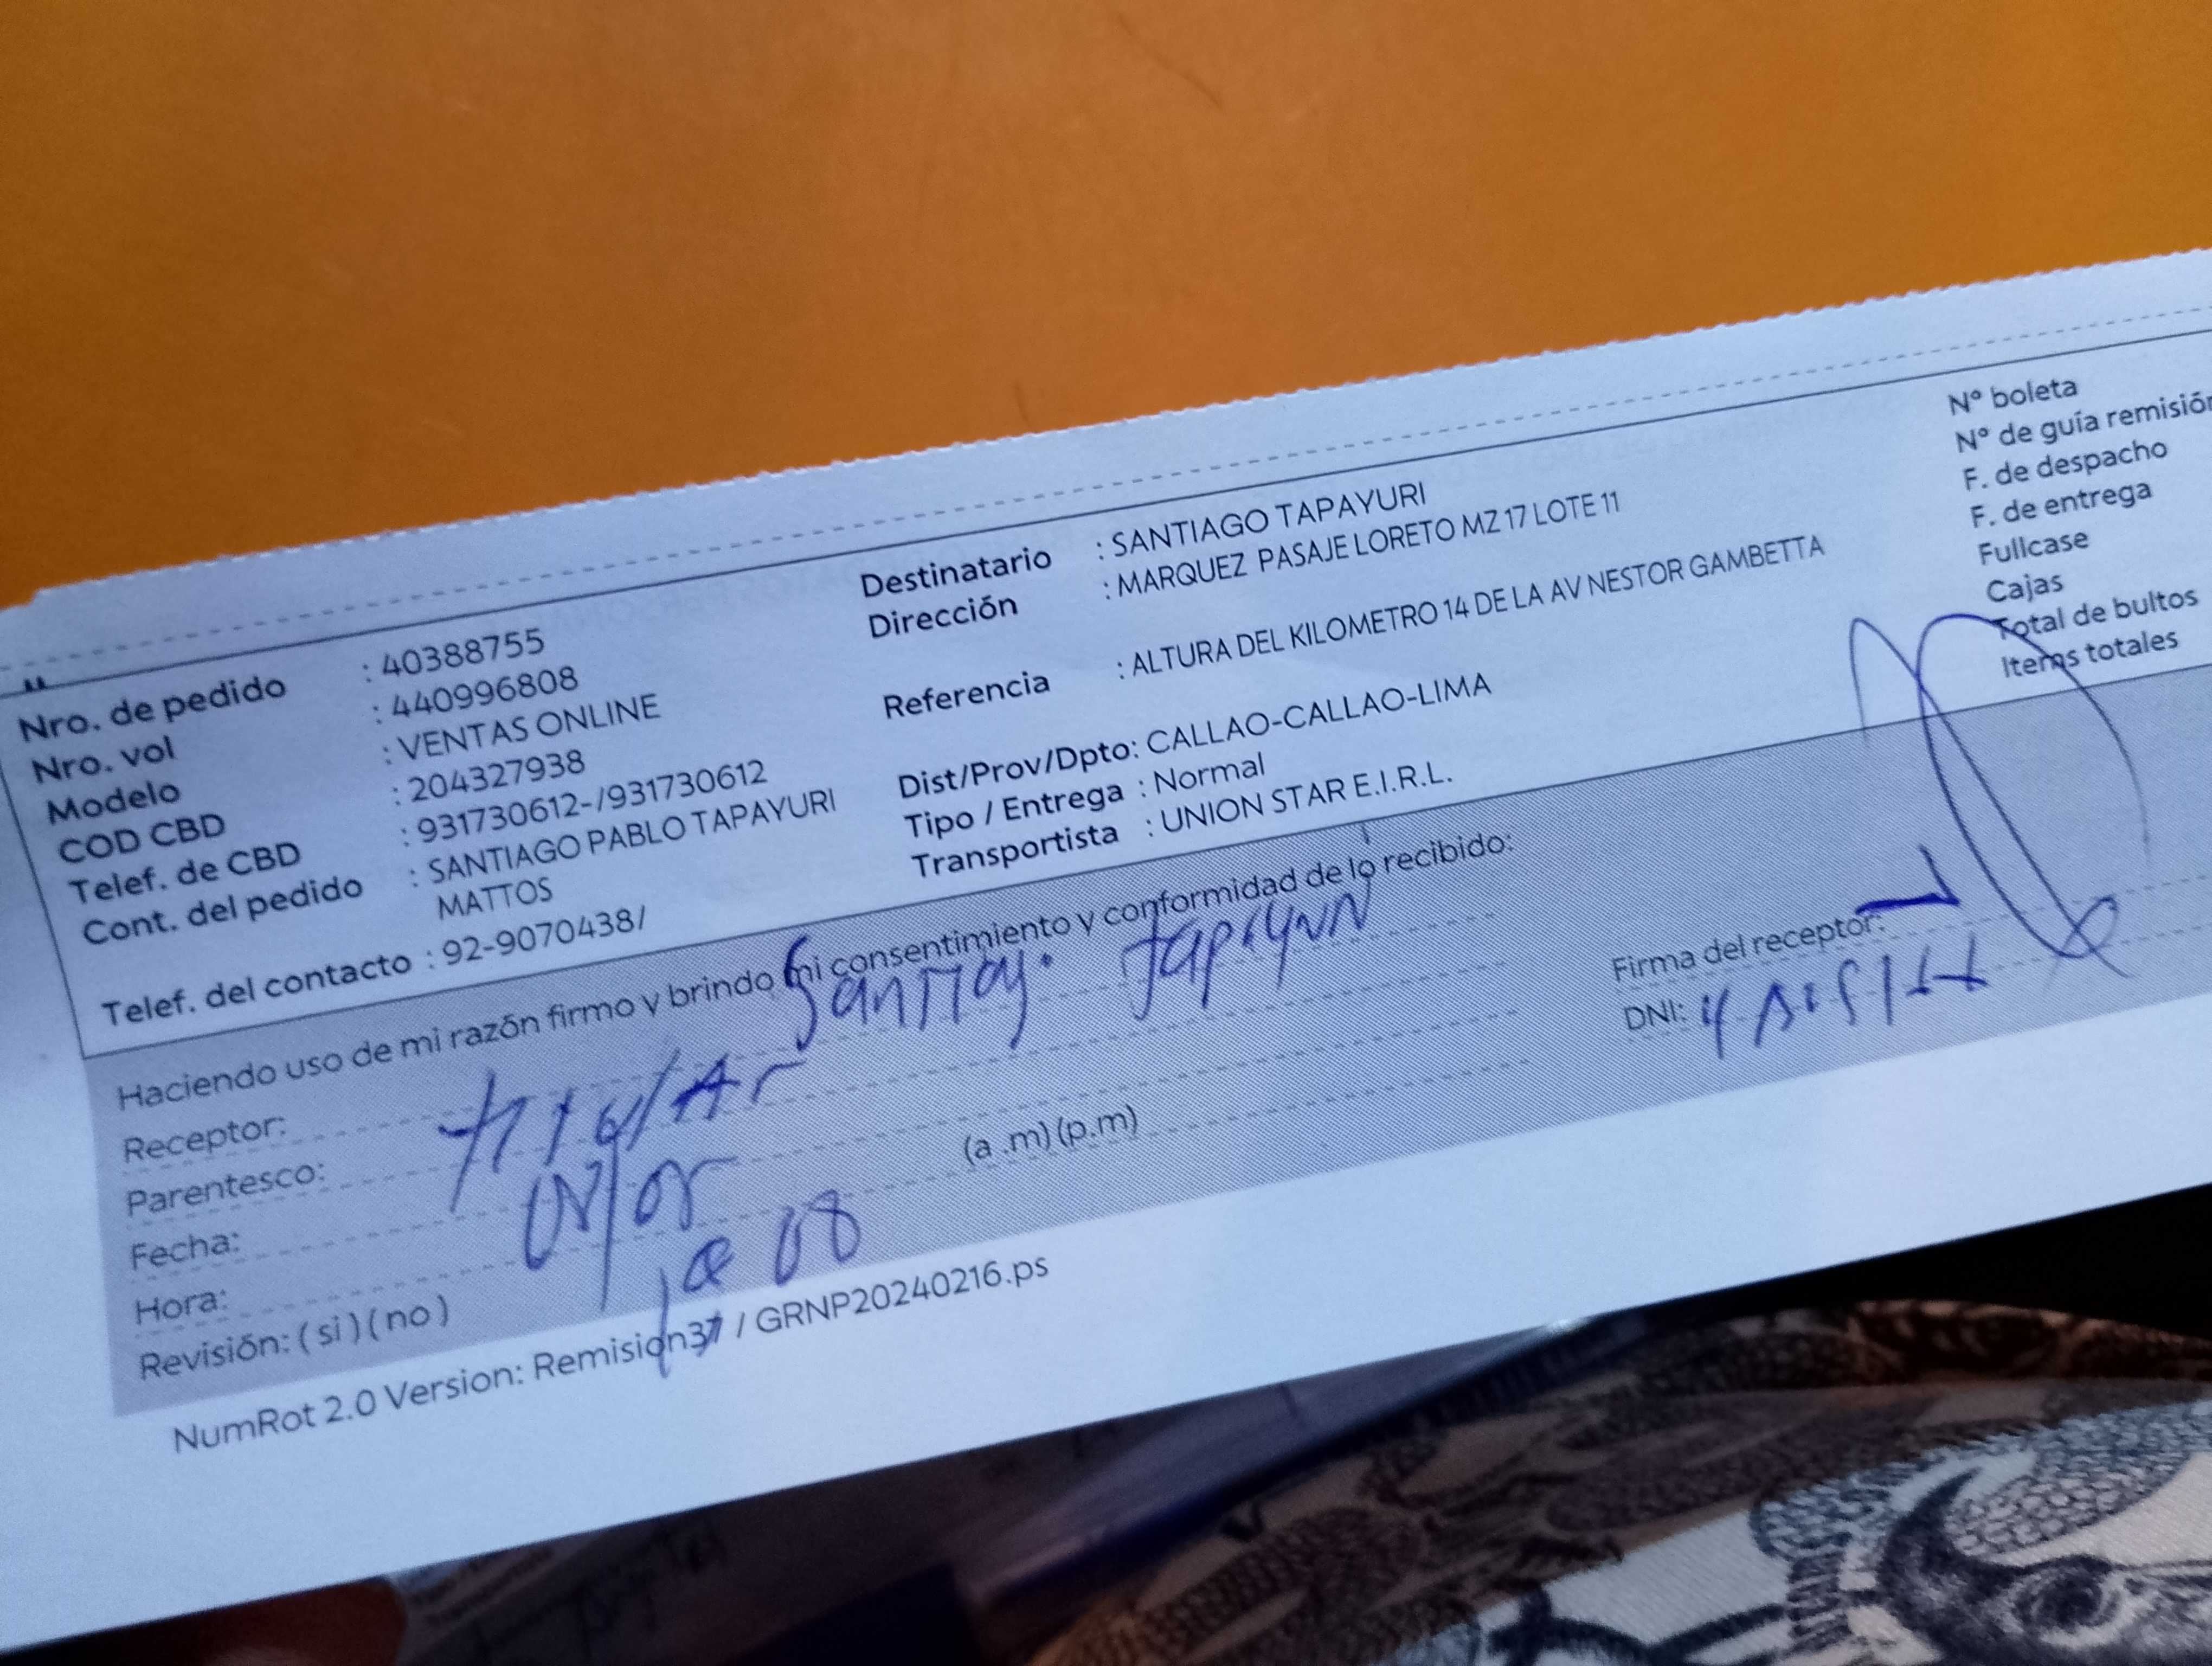 Nro. de pedido : 40388755
Nro. vol : 440996808
Modelo : VENTAS ONLINE
COD CBD : 204327938
Telef. de CBD : 931730612-/931730612
Cont. del pedido : SANTIAGO PABLO TAPAYURI
MATTOS
Telef. del contacto : 92-9070438/
Destinatario : SANTIAGO TAPAYURI
Dirección : MARQUEZ PASAJE LORETO MZ 17 LOTE 11
Referencia : ALTURA DEL KILOMETRO 14 DE LA AV NESTOR GAMBETTA
Dist/Prov/Dpto: CALLAO-CALLAO-LIMA
Tipo / Entrega : Normal
Transportista : UNION STAR E.I.R.L.
N° boleta
N° de guía remisión
F. de despacho
F. de entrega
Fullcase
Cajas
Total de bultos
Items totales
Haciendo uso de mi razón firmo y brindo mi consentimiento y conformidad de lo recibido:
Receptor:
Parentesco:
Fecha:
Hora: (a .m) (p.m)
Revisión: ( si ) ( no )
Firma del receptor:
DNI:
NumRot 2.0 Version: Remision37 / GRNP20240216.ps